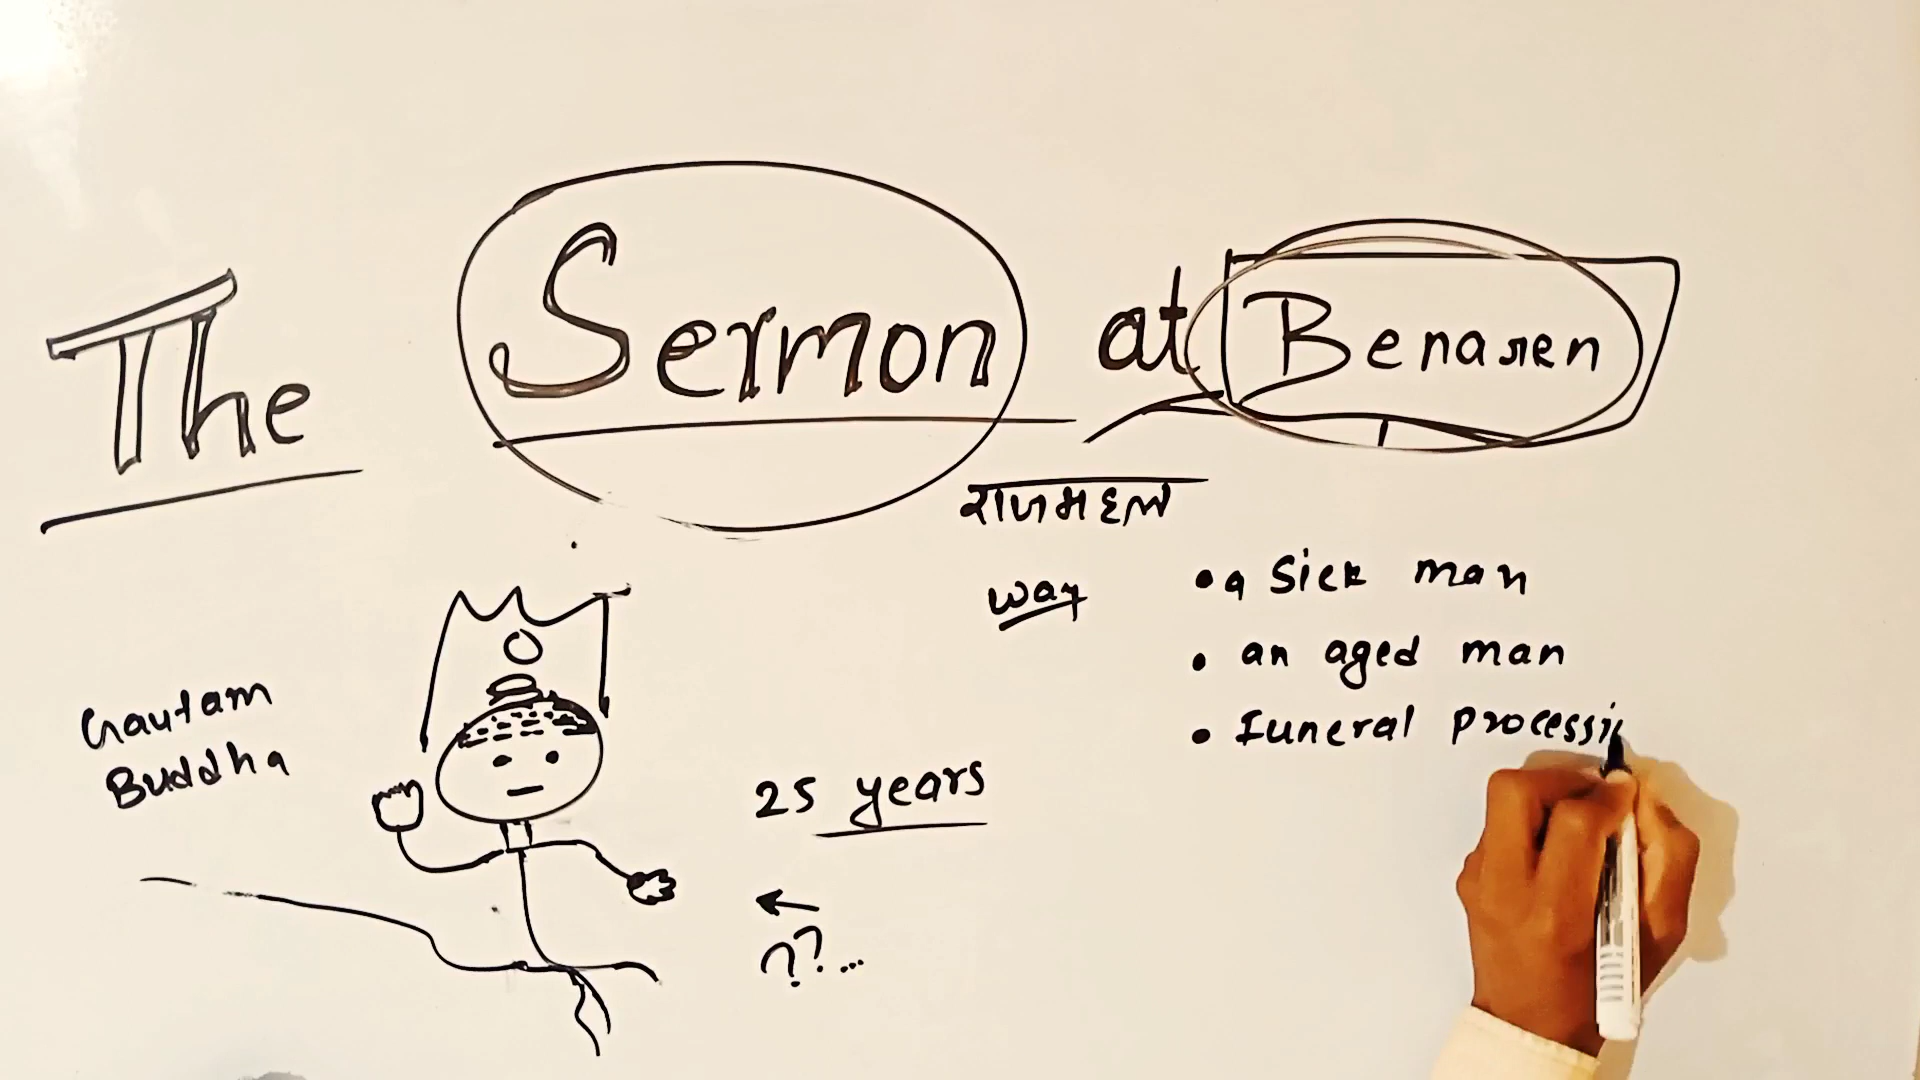 The Sermon at Benaren
राजमहल
way
• a Sick man
• an aged man
• Funeral processi
Gautam
Buddha
25 years
??...